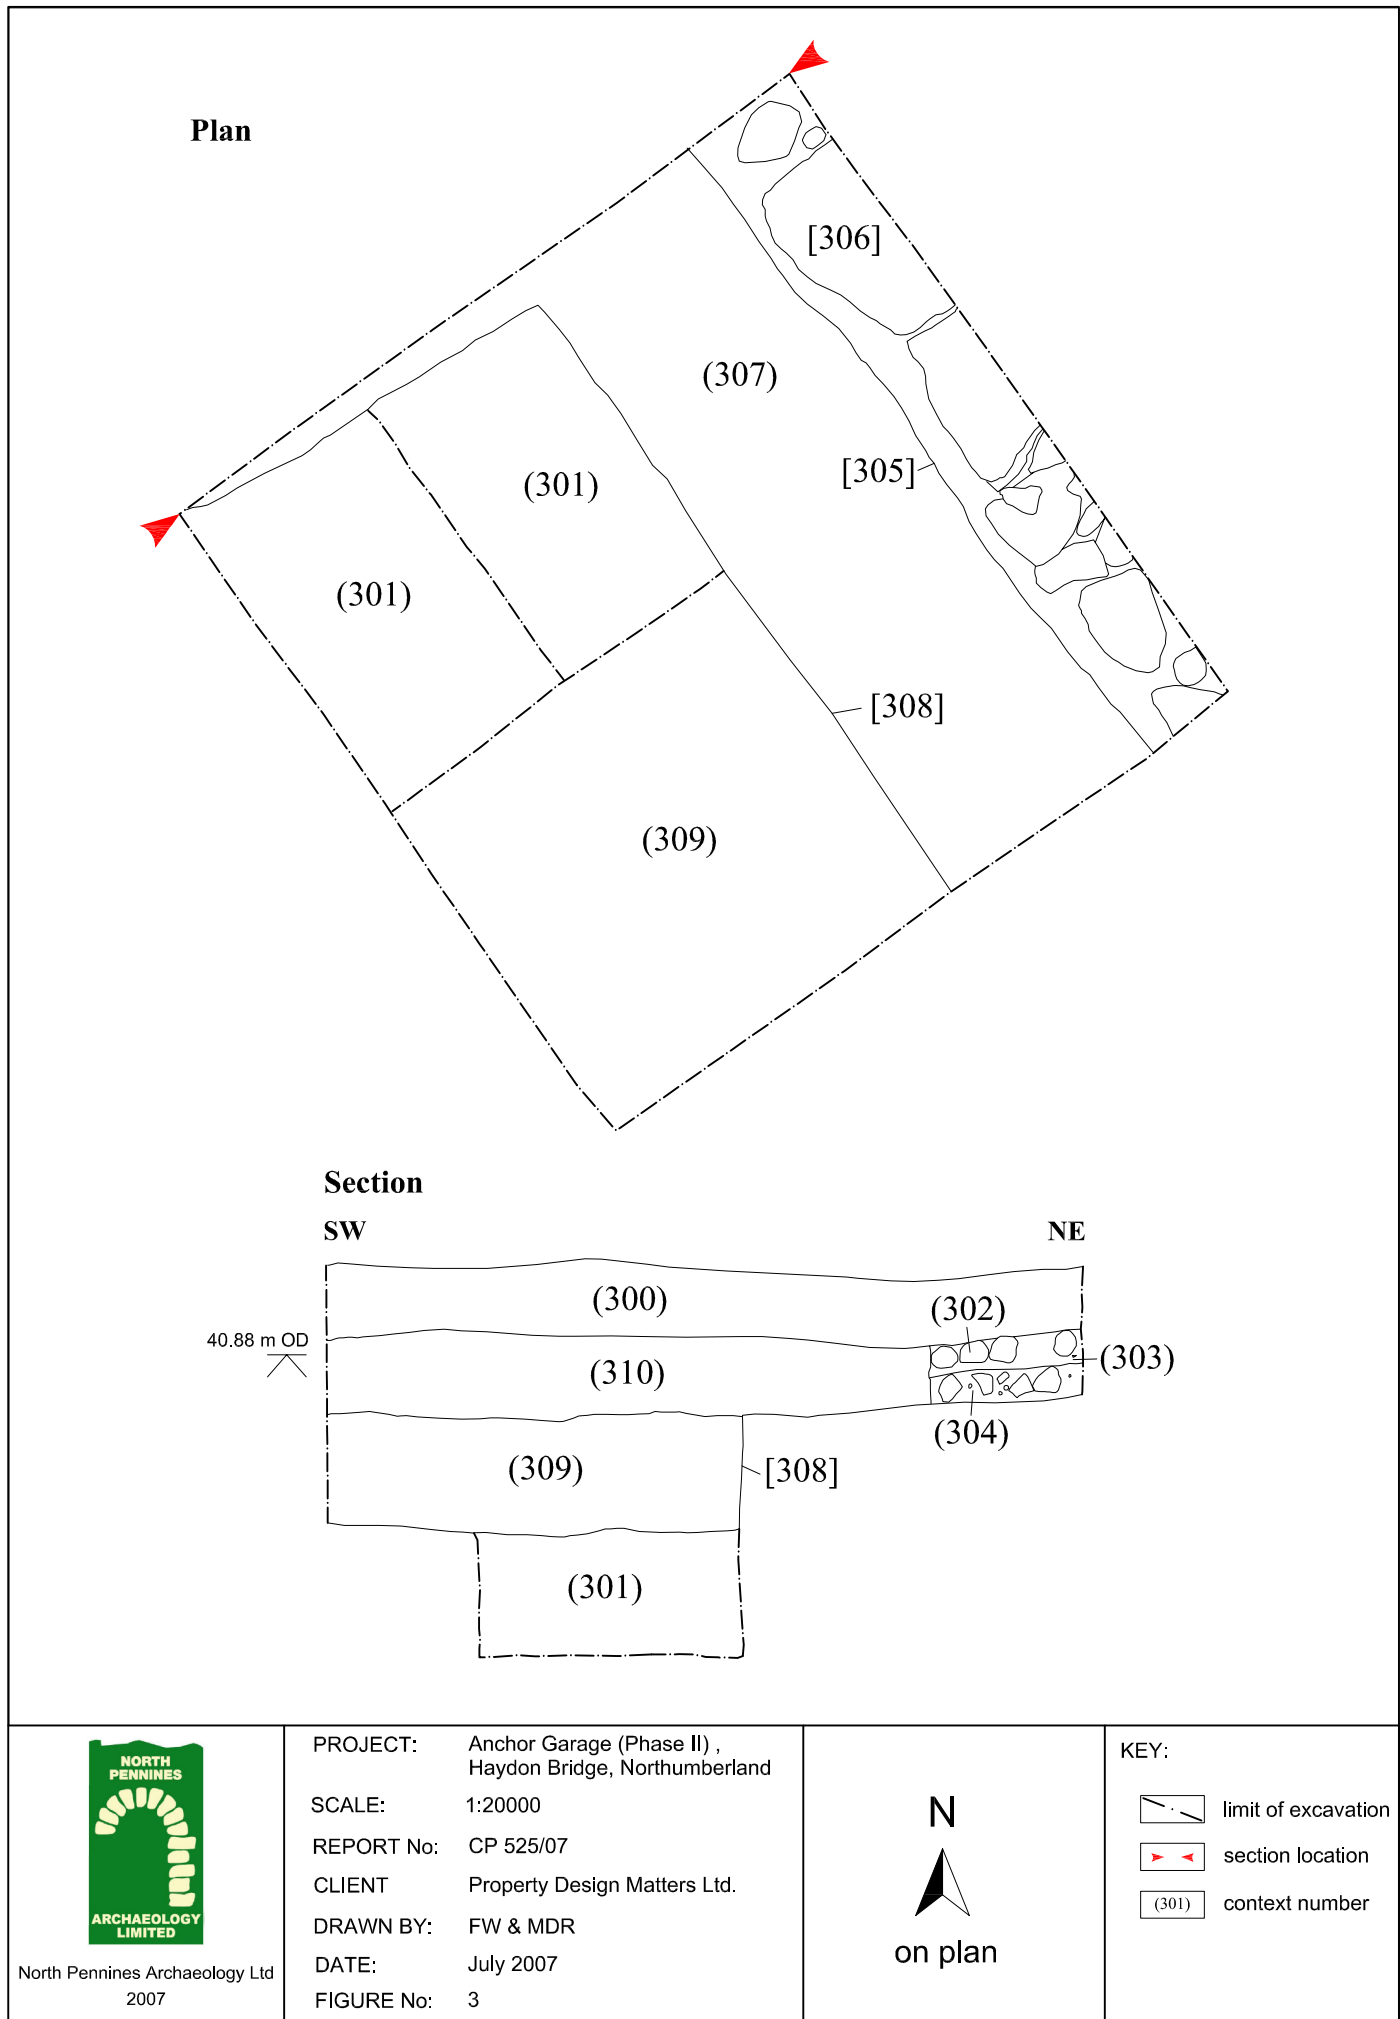 Plan
[306]
(307)
[305]
(301)
(301)
[308]
(309)
Section
SW NE
(300)
(302)
40.88 m OD
(303)
(310)
(304)
(309)
[308]
(301)
NORTH
PENNINES
ARCHAEOLOGY
LIMITED
North Pennines Archaeology Ltd
2007
PROJECT: Anchor Garage (Phase II) ,
Haydon Bridge, Northumberland
SCALE: 1:20000
REPORT No: CP 525/07
CLIENT Property Design Matters Ltd.
DRAWN BY: FW & MDR
DATE: July 2007
FIGURE No: 3
N
on plan
KEY:
limit of excavation
section location
(301) context number